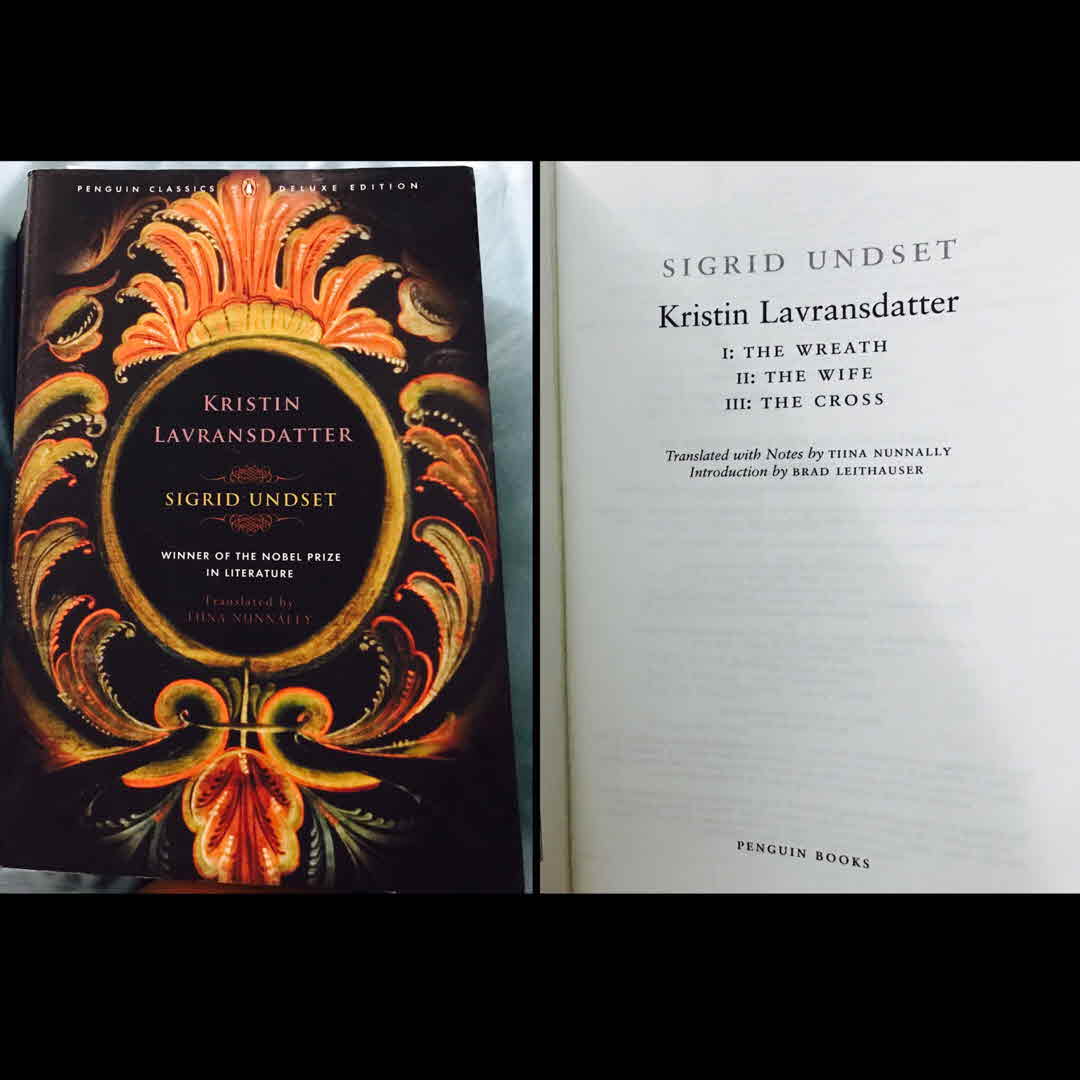 PENGUIN CLASSICS DELUXE EDITION
KRISTIN
LAVRANSDATTER
SIGRID UNDSET
WINNER OF THE NOBEL PRIZE
IN LITERATURE
Translated by
TIINA NUNNALLY
SIGRID UNDSET
Kristin Lavransdatter
I: THE WREATH
II: THE WIFE
III: THE CROSS
Translated with Notes by TIINA NUNNALLY
Introduction by BRAD LEITHAUSER
PENGUIN BOOKS